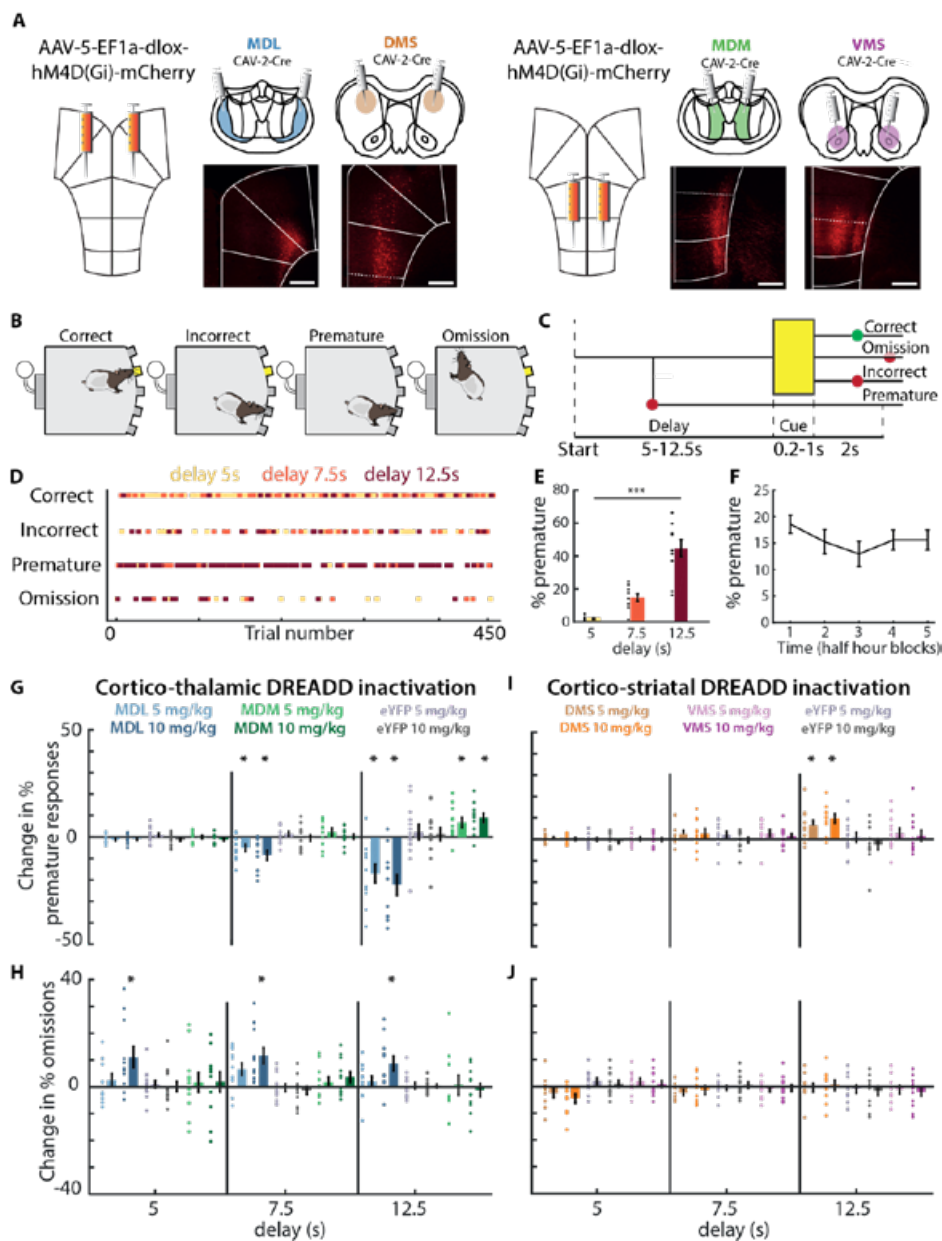 A
AAV-5-EF1a-dlox-
hM4D(Gi)-mCherry
MDL
CAV-2-Cre
DMS
CAV-2-Cre
AAV-5-EF1a-dlox-
hM4D(Gi)-mCherry
MDM
CAV-2-Cre
VMS
CAV-2-Cre
B
Correct
Incorrect
Premature
Omission
C
Correct
Omission
Incorrect
Premature
Delay
Cue
Start
5-12.5s
0.2-1s
2s
D
delay 5s
delay 7.5s
delay 12.5s
Correct
Incorrect
Premature
Omission
0
Trial number
450
E
***
% premature
80
60
40
20
0
5
7.5
12.5
delay (s)
F
% premature
25
20
15
10
5
0
1
2
3
4
5
Time (half hour blocks)
G
Cortico-thalamic DREADD inactivation
MDL 5 mg/kg
MDM 5 mg/kg
eYFP 5 mg/kg
MDL 10 mg/kg
MDM 10 mg/kg
eYFP 10 mg/kg
Change in %
premature responses
50
0
-50
* *
* *
* *
I
Cortico-striatal DREADD inactivation
DMS 5 mg/kg
VMS 5 mg/kg
eYFP 5 mg/kg
DMS 10 mg/kg
VMS 10 mg/kg
eYFP 10 mg/kg
* *
H
Change in % omissions
40
0
-40
*
*
*
5
7.5
12.5
delay (s)
J
5
7.5
12.5
delay (s)